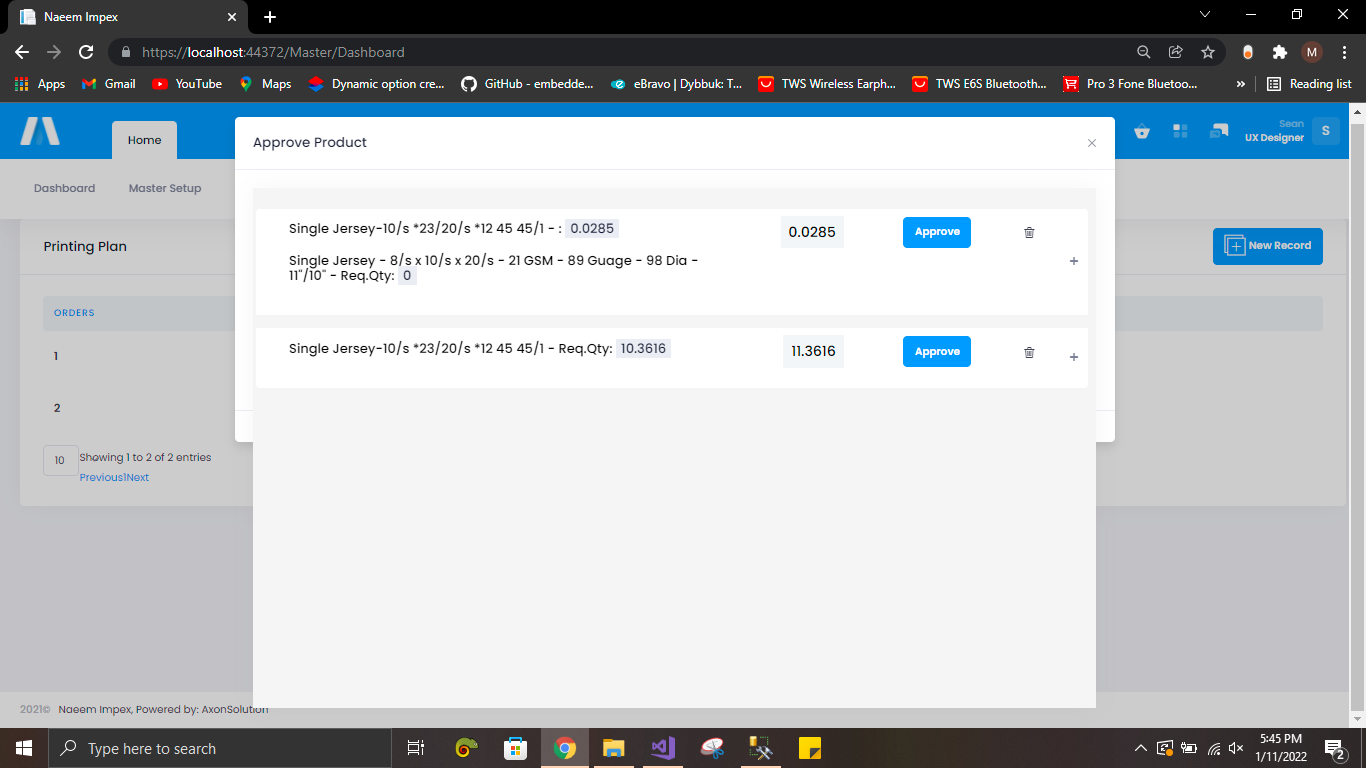 Naeem Impex
https://localhost:44372/Master/Dashboard
M
Apps Gmail YouTube Maps Dynamic option cre... GitHub - embedde... eBravo | Dybbuk: T... TWS Wireless Earph... TWS E6S Bluetooth... Pro 3 Fone Bluetoo... » Reading list
Home
Sean
UX Designer
S
Dashboard Master Setup
Approve Product ×
Printing Plan
New Record
ORDERS
1
2
10 Showing 1 to 2 of 2 entries
Previous1Next
Single Jersey-10/s *23/20/s *12 45 45/1 - : 0.0285 0.0285 Approve
Single Jersey - 8/s x 10/s x 20/s - 21 GSM - 89 Guage - 98 Dia -
11"/10" - Req.Qty: 0 +
Single Jersey-10/s *23/20/s *12 45 45/1 - Req.Qty: 10.3616 11.3616 Approve +
2021© Naeem Impex, Powered by: AxonSolution
Type here to search
5:45 PM
1/11/2022
2